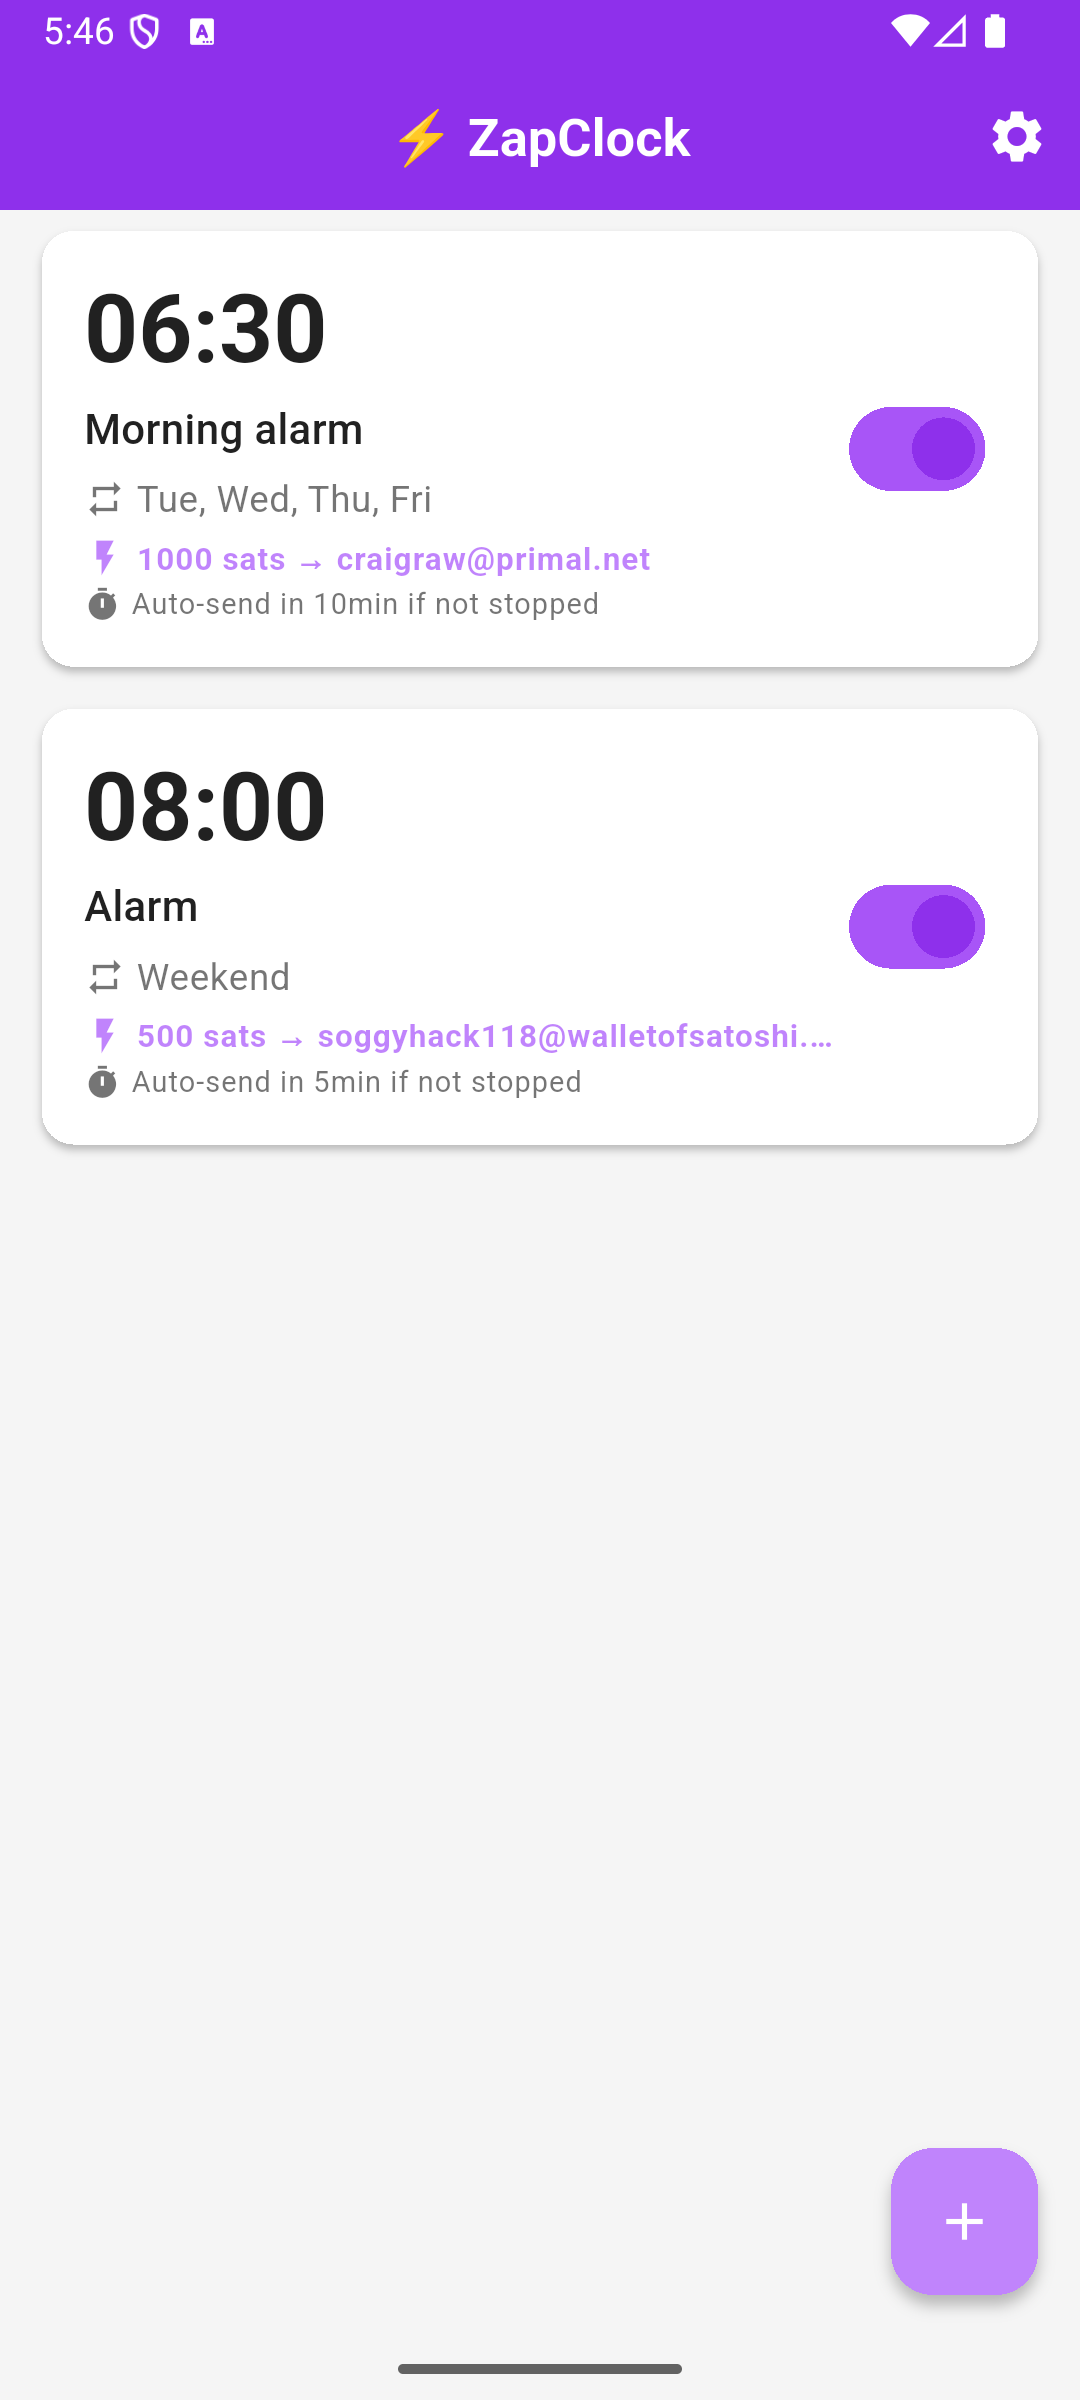 5:46
⚡ ZapClock
06:30
Morning alarm
Tue, Wed, Thu, Fri
1000 sats → craigraw@primal.net
Auto-send in 10min if not stopped
08:00
Alarm
Weekend
500 sats → soggyhack118@walletofsatoshi.…
Auto-send in 5min if not stopped